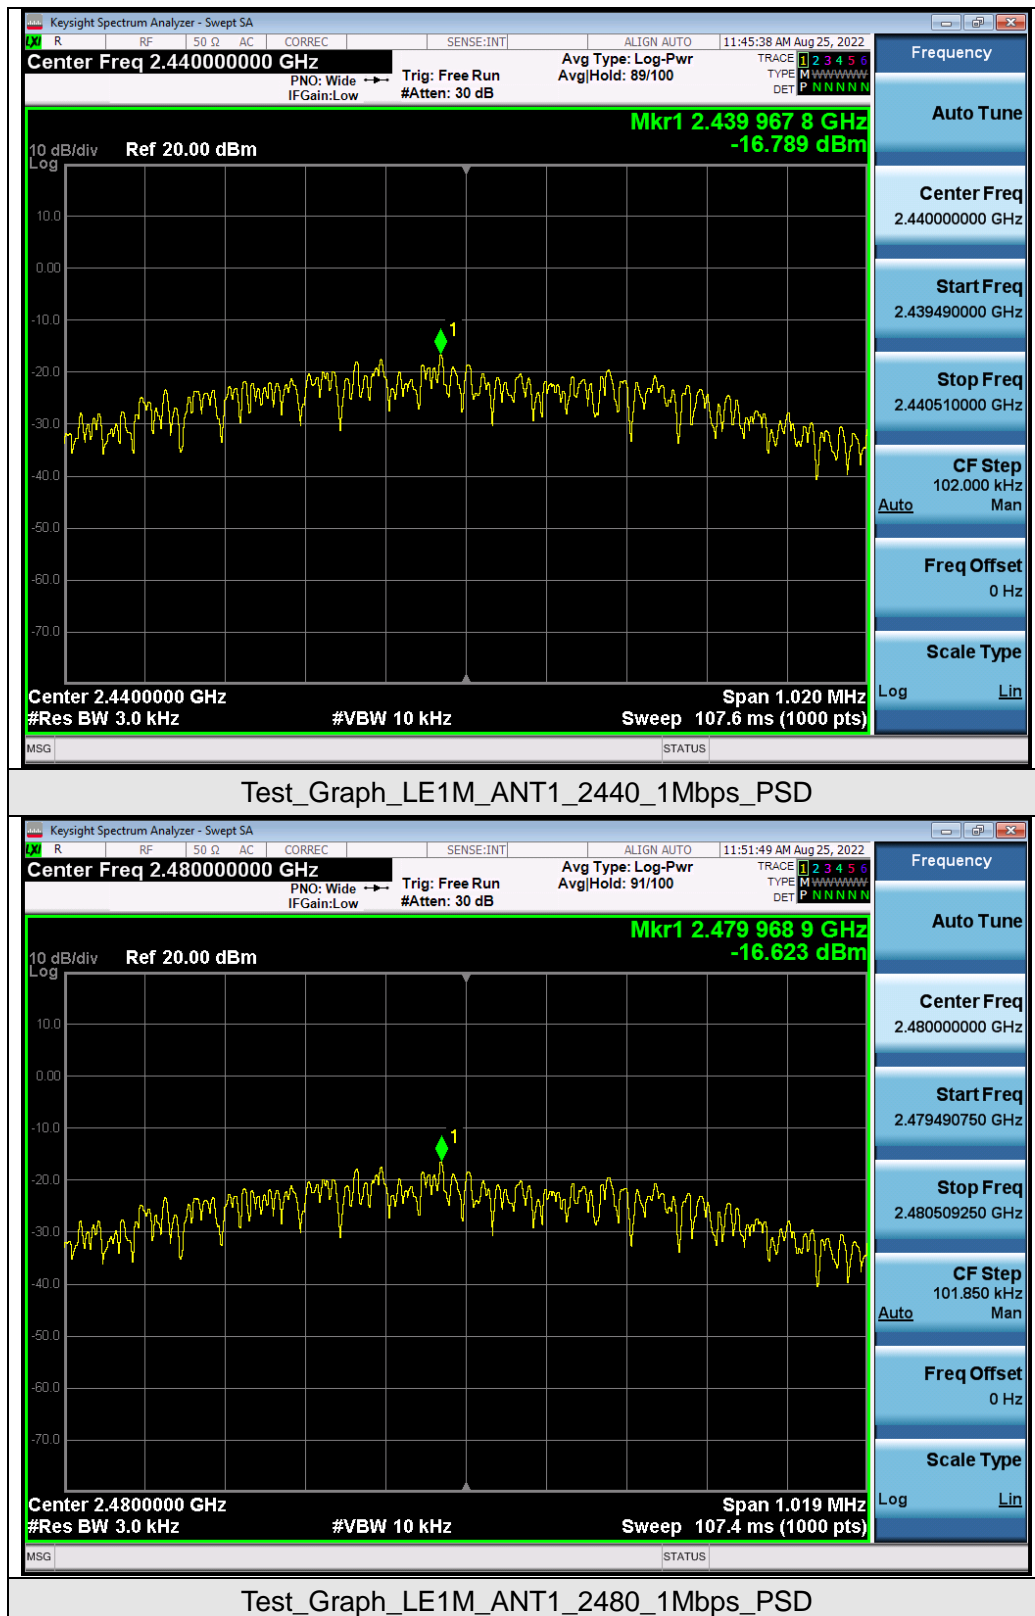 Keysight Spectrum Analyzer - Swept SA
LXI R RF 50 Ω AC CORREC SENSE:INT ALIGN AUTO 11:45:38 AM Aug 25, 2022
Center Freq 2.440000000 GHz
PNO: Wide
IFGain:Low
Trig: Free Run
#Atten: 30 dB
Avg Type: Log-Pwr
Avg|Hold: 89/100
TRACE 1 2 3 4 5 6
TYPE M W W W W W
DET P N N N N N
Mkr1 2.439 967 8 GHz
-16.789 dBm
10 dB/div Ref 20.00 dBm
Log
10.0
0.00
-10.0
-20.0
-30.0
-40.0
-50.0
-60.0
-70.0
1
Center 2.4400000 GHz Span 1.020 MHz
#Res BW 3.0 kHz #VBW 10 kHz Sweep 107.6 ms (1000 pts)
MSG STATUS
Frequency
Auto Tune
Center Freq
2.440000000 GHz
Start Freq
2.439490000 GHz
Stop Freq
2.440510000 GHz
CF Step
102.000 kHz
Auto Man
Freq Offset
0 Hz
Scale Type
Log Lin
Test_Graph_LE1M_ANT1_2440_1Mbps_PSD
Keysight Spectrum Analyzer - Swept SA
LXI R RF 50 Ω AC CORREC SENSE:INT ALIGN AUTO 11:51:49 AM Aug 25, 2022
Center Freq 2.480000000 GHz
PNO: Wide
IFGain:Low
Trig: Free Run
#Atten: 30 dB
Avg Type: Log-Pwr
Avg|Hold: 91/100
TRACE 1 2 3 4 5 6
TYPE M W W W W W
DET P N N N N N
Mkr1 2.479 968 9 GHz
-16.623 dBm
10 dB/div Ref 20.00 dBm
Log
10.0
0.00
-10.0
-20.0
-30.0
-40.0
-50.0
-60.0
-70.0
1
Center 2.4800000 GHz Span 1.019 MHz
#Res BW 3.0 kHz #VBW 10 kHz Sweep 107.4 ms (1000 pts)
MSG STATUS
Frequency
Auto Tune
Center Freq
2.480000000 GHz
Start Freq
2.479490750 GHz
Stop Freq
2.480509250 GHz
CF Step
101.850 kHz
Auto Man
Freq Offset
0 Hz
Scale Type
Log Lin
Test_Graph_LE1M_ANT1_2480_1Mbps_PSD